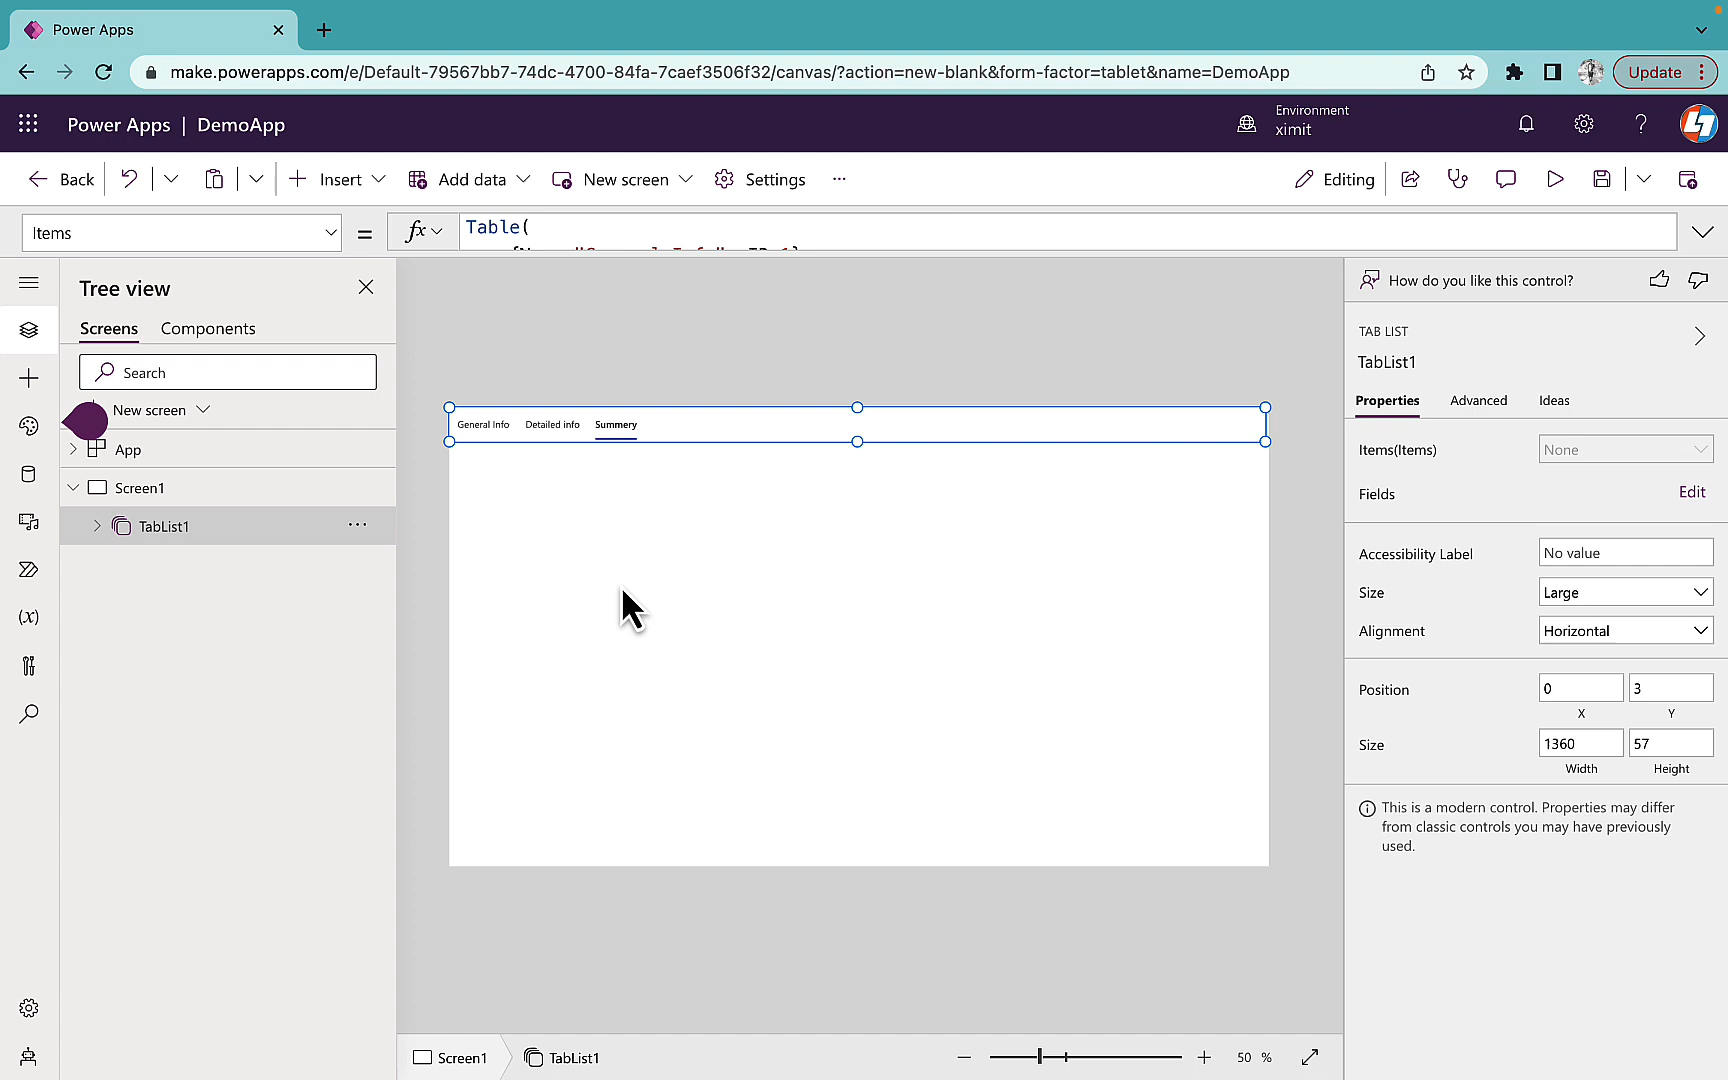 Power Apps
make.powerapps.com/e/Default-79567bb7-74dc-4700-84fa-7caef3506f32/canvas/?action=new-blank&form-factor=tablet&name=DemoApp
Update
Power Apps | DemoApp
Environment
ximit
Back
Insert
Add data
New screen
Settings
Editing
Items
=
fx
Table(
Tree view
Screens
Components
Search
New screen
App
Screen1
TabList1
General Info
Detailed info
Summery
How do you like this control?
TAB LIST
TabList1
Properties
Advanced
Ideas
Items(Items)
None
Fields
Edit
Accessibility Label
No value
Size
Large
Alignment
Horizontal
Position
0
3
X
Y
Size
1360
57
Width
Height
This is a modern control. Properties may differ
from classic controls you may have previously
used.
Screen1
TabList1
50 %